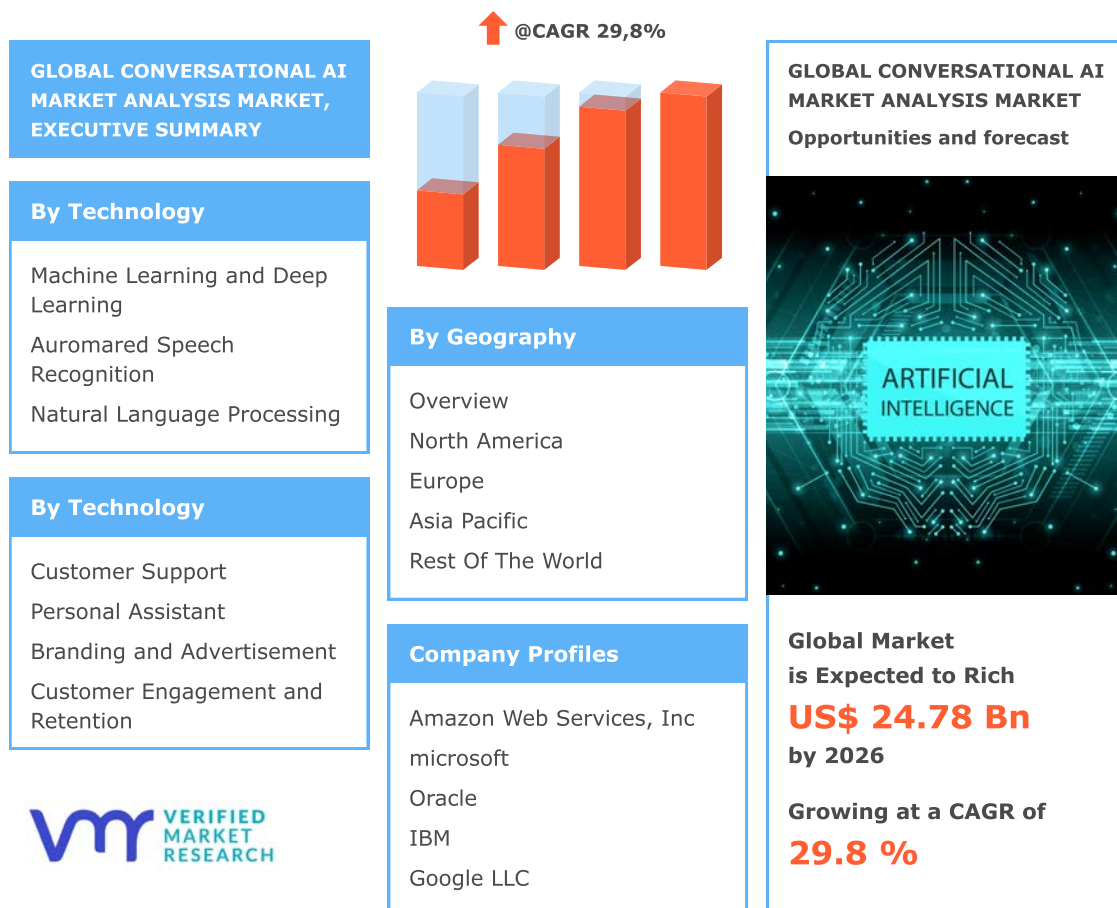 GLOBAL CONVERSATIONAL AI
MARKET ANALYSIS MARKET,
EXECUTIVE SUMMARY
By Technology
Machine Learning and Deep
Learning
Auromared Speech
Recognition
Natural Language Processing
By Technology
Customer Support
Personal Assistant
Branding and Advertisement
Customer Engagement and
Retention
vmr VERIFIED
MARKET
RESEARCH
@CAGR 29,8%
By Geography
Overview
North America
Europe
Asia Pacific
Rest Of The World
Company Profiles
Amazon Web Services, Inc
microsoft
Oracle
IBM
Google LLC
GLOBAL CONVERSATIONAL AI
MARKET ANALYSIS MARKET
Opportunities and forecast
ARTIFICIAL
INTELLIGENCE
Global Market
is Expected to Rich
US$ 24.78 Bn
by 2026
Growing at a CAGR of
29.8 %